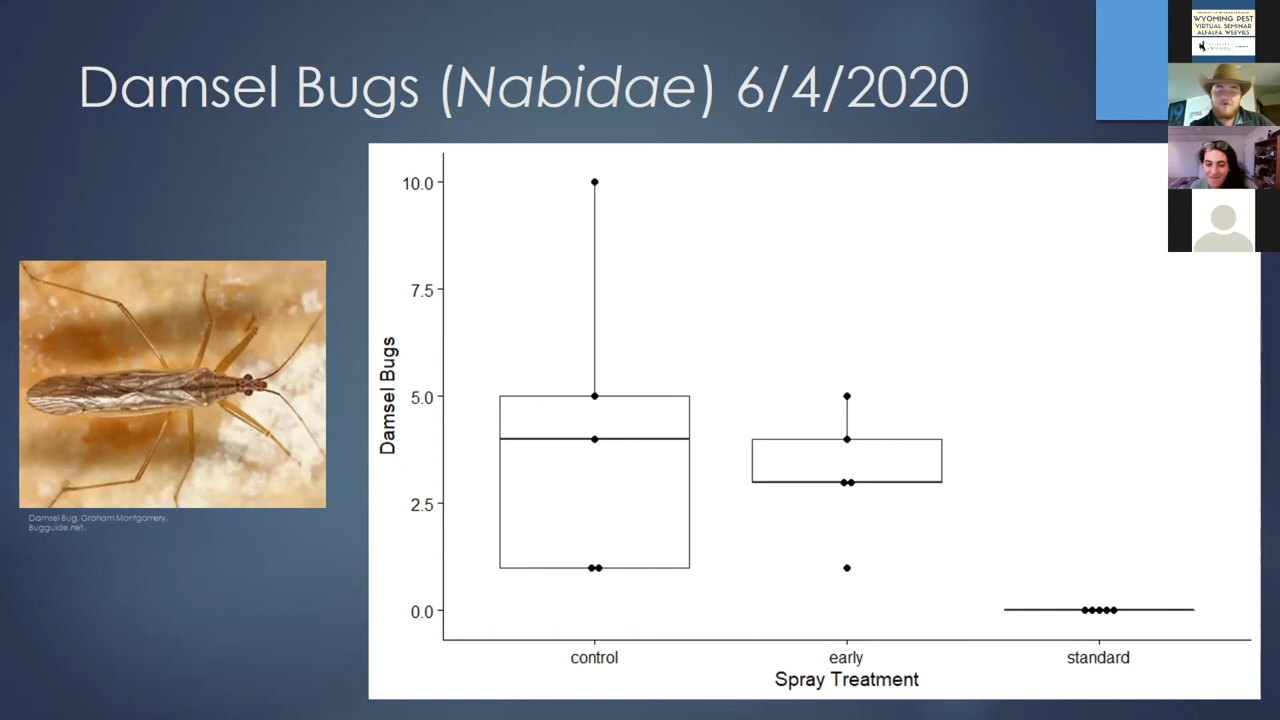 Damsel Bugs (Nabidae) 6/4/2020
WYOMING PEST
VIRTUAL SEMINAR
ALFALFA WEEVILS
10.0
7.5
5.0
2.5
0.0
Damsel Bugs
control
early
standard
Spray Treatment
Damsel Bug, Graham Montgomery,
Bugguide.net.